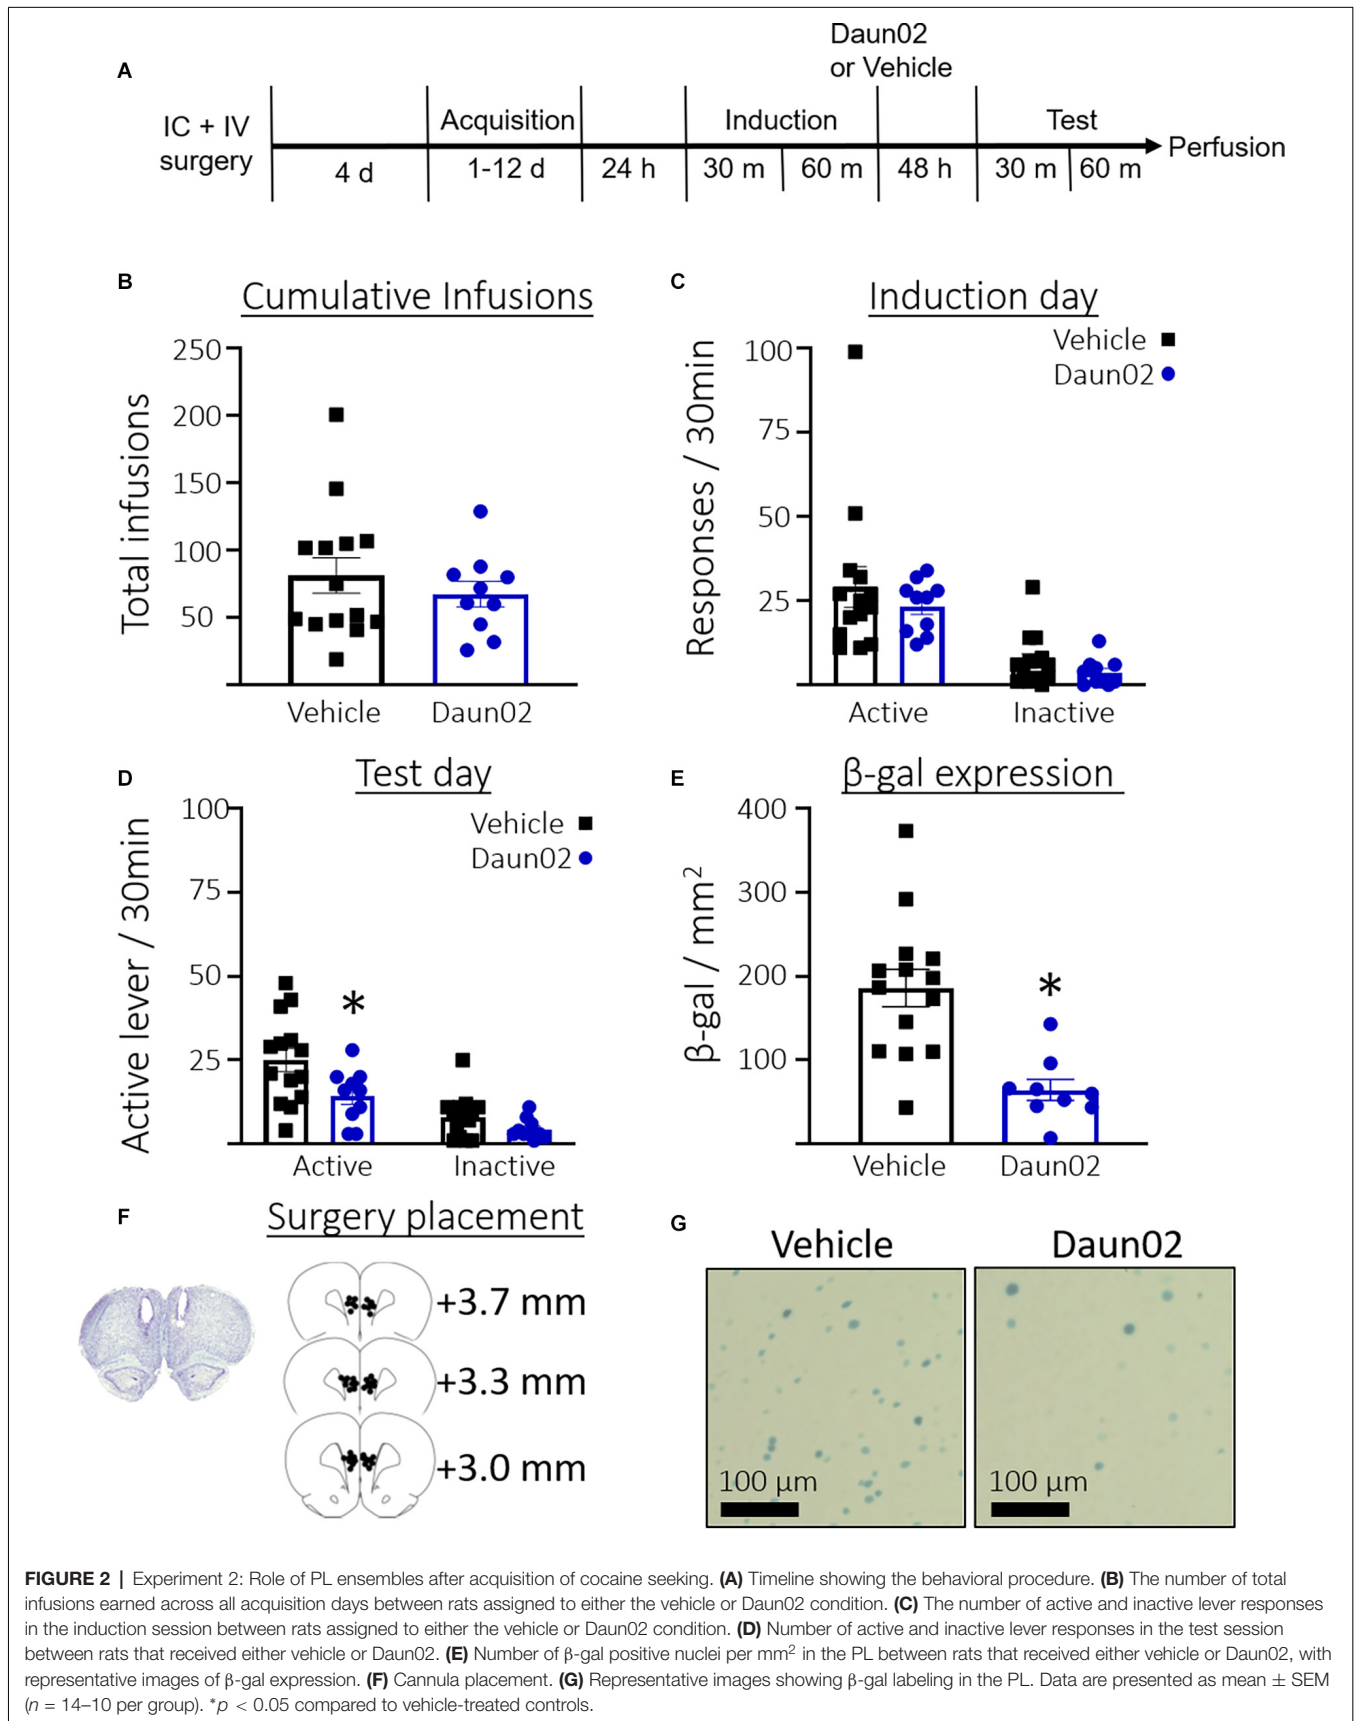 Daun02
or Vehicle
A
IC + IV
surgery
Acquisition
Induction
Test
4 d
1-12 d
24 h
30 m
60 m
48 h
30 m
60 m
Perfusion
B
Cumulative Infusions
Total infusions
250
200
150
100
50
Vehicle
Daun02
C
Induction day
Vehicle
Daun02
Responses / 30min
100
75
50
25
Active
Inactive
D
Test day
Vehicle
Daun02
Active lever / 30min
100
75
50
25
*
Active
Inactive
E
β-gal expression
β-gal / mm²
400
300
200
100
*
Vehicle
Daun02
F
Surgery placement
+3.7 mm
+3.3 mm
+3.0 mm
G
Vehicle
Daun02
100 μm
100 μm
FIGURE 2 | Experiment 2: Role of PL ensembles after acquisition of cocaine seeking. (A) Timeline showing the behavioral procedure. (B) The number of total
infusions earned across all acquisition days between rats assigned to either the vehicle or Daun02 condition. (C) The number of active and inactive lever responses
in the induction session between rats assigned to either the vehicle or Daun02 condition. (D) Number of active and inactive lever responses in the test session
between rats that received either vehicle or Daun02. (E) Number of β-gal positive nuclei per mm² in the PL between rats that received either vehicle or Daun02, with
representative images of β-gal expression. (F) Cannula placement. (G) Representative images showing β-gal labeling in the PL. Data are presented as mean ± SEM
(n = 14–10 per group). *p < 0.05 compared to vehicle-treated controls.